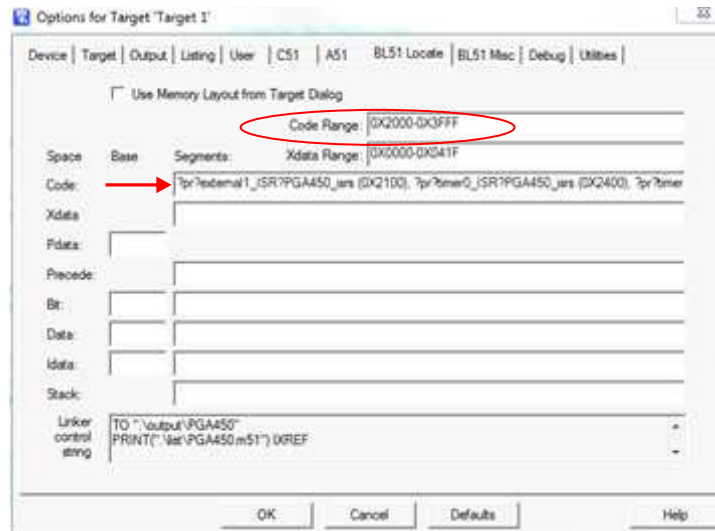 Options for Target 'Target 1'
Device | Target | Output | Listing | User | C51 | A51 BL51 Locate | BL51 Misc | Debug | Utilities |
Use Memory Layout from Target Dialog
Code Range: 0X2000-0X3FFF
Space Base Segments: Xdata Range: 0X0000-0X041F
Code: ?pr?external1_ISR?PGA450_isrs (0X2100), ?pr?timer0_ISR?PGA450_isrs (0X2400), ?pr?timer
Xdata
Pdata:
Precede:
Bit:
Data:
Idata:
Stack:
Linker
control
string
TO ".\output\PGA450"
PRINT(".\list\PGA450.m51") IXREF
OK Cancel Defaults Help